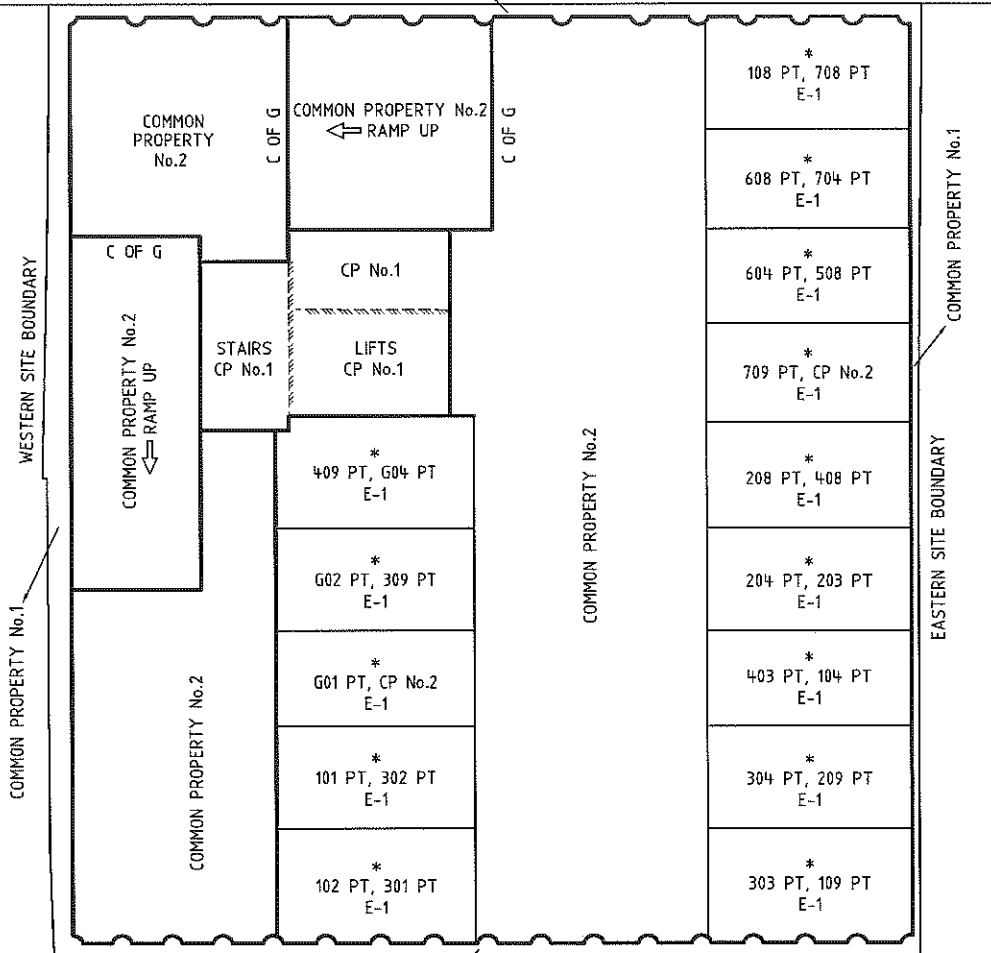 COMMON
PROPERTY
No.2
C OF G
COMMON PROPERTY No.2
RAMP UP
C OF G
*
108 PT, 708 PT
E-1
*
608 PT, 704 PT
E-1
*
604 PT, 508 PT
E-1
*
709 PT, CP No.2
E-1
*
208 PT, 408 PT
E-1
*
204 PT, 203 PT
E-1
*
403 PT, 104 PT
E-1
*
304 PT, 209 PT
E-1
*
303 PT, 109 PT
E-1
COMMON PROPERTY No.1
EASTERN SITE BOUNDARY
WESTERN SITE BOUNDARY
COMMON PROPERTY No.1
C OF G
COMMON PROPERTY No.2
RAMP UP
STAIRS
CP No.1
CP No.1
LIFTS
CP No.1
*
409 PT, G04 PT
E-1
*
G02 PT, 309 PT
E-1
*
G01 PT, CP No.2
E-1
*
101 PT, 302 PT
E-1
*
102 PT, 301 PT
E-1
COMMON PROPERTY No.2
COMMON PROPERTY No.2